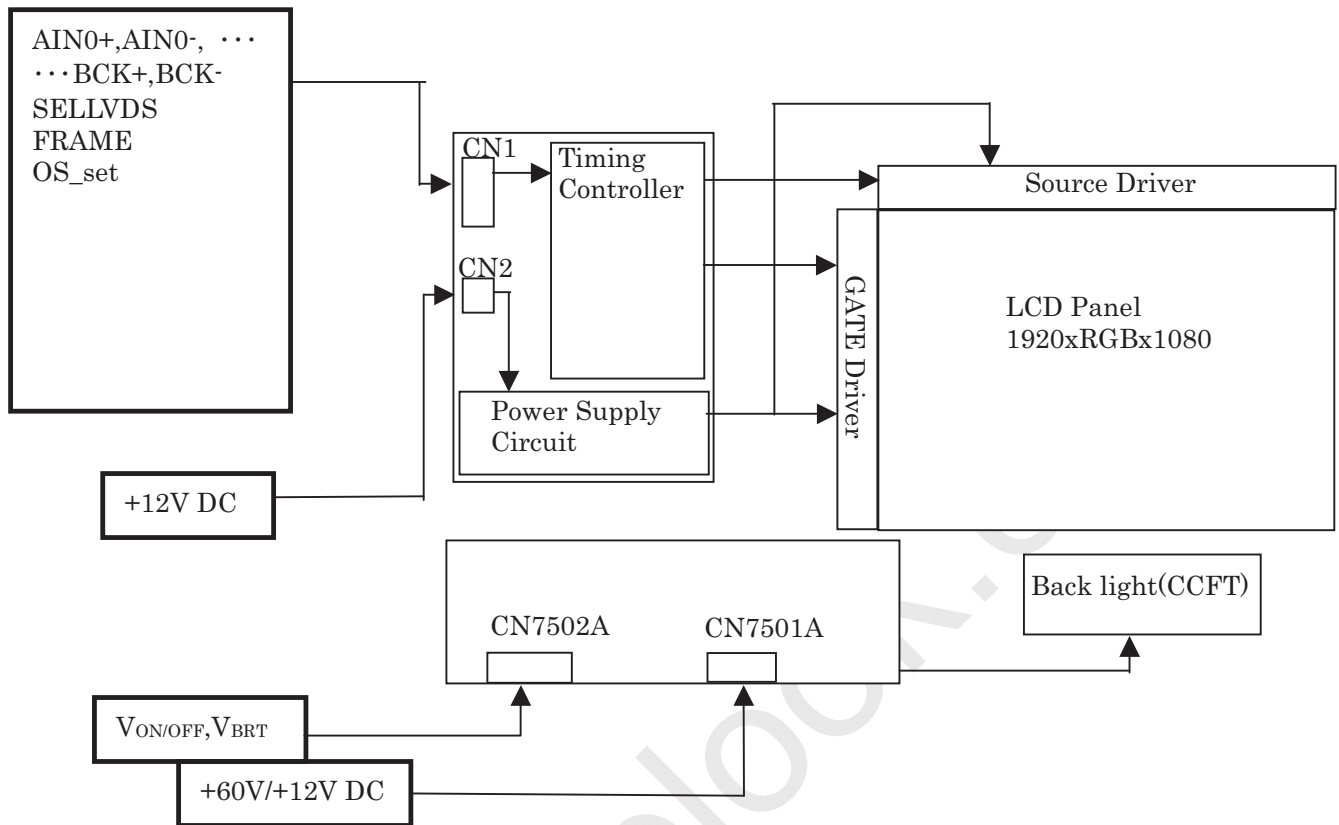 AIN0+,AIN0-, ･･･
･･･BCK+,BCK-
SELLVDS
FRAME
OS_set
CN1
Timing
Controller
CN2
Power Supply
Circuit
Source Driver
GATE Driver
LCD Panel
1920xRGBx1080
+12V DC
CN7502A
CN7501A
Back light(CCFT)
VON/OFF,VBRT
+60V/+12V DC